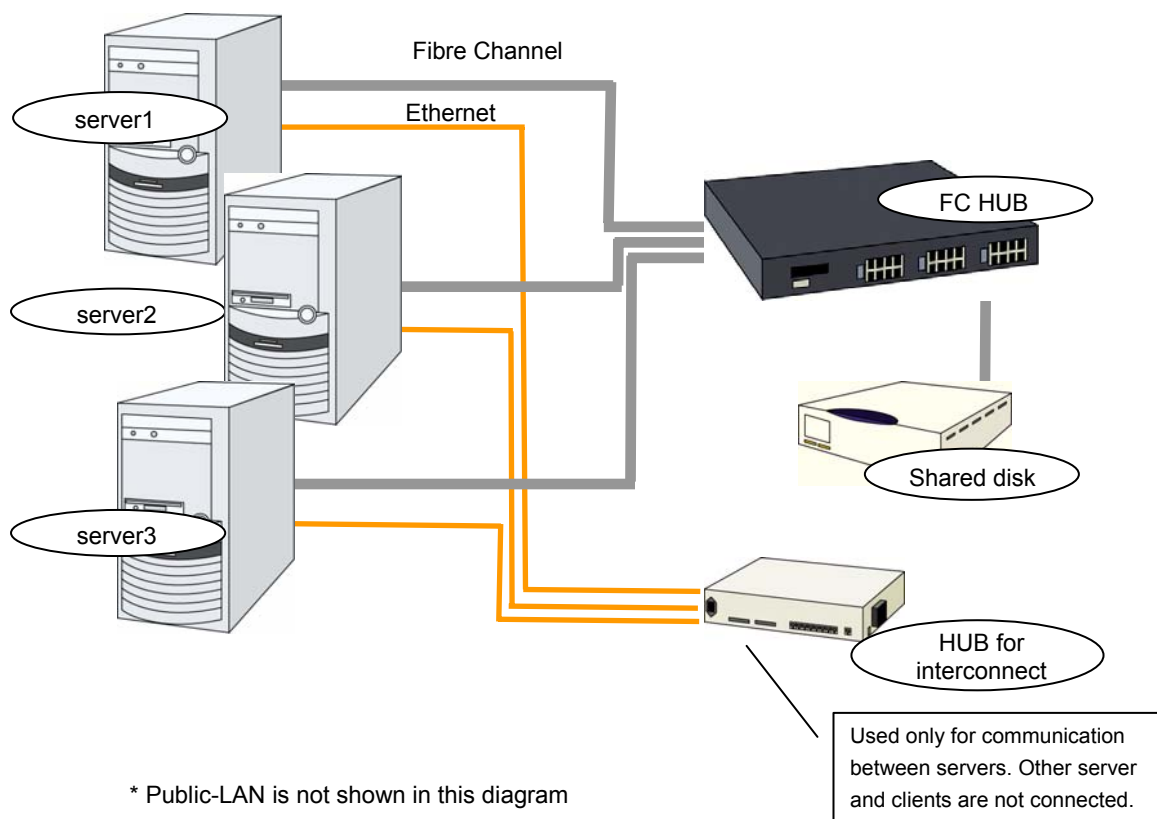 Fibre Channel
Ethernet
server1
FC HUB
server2
Shared disk
server3
HUB for
interconnect
Used only for communication
between servers. Other server
and clients are not connected.
* Public-LAN is not shown in this diagram